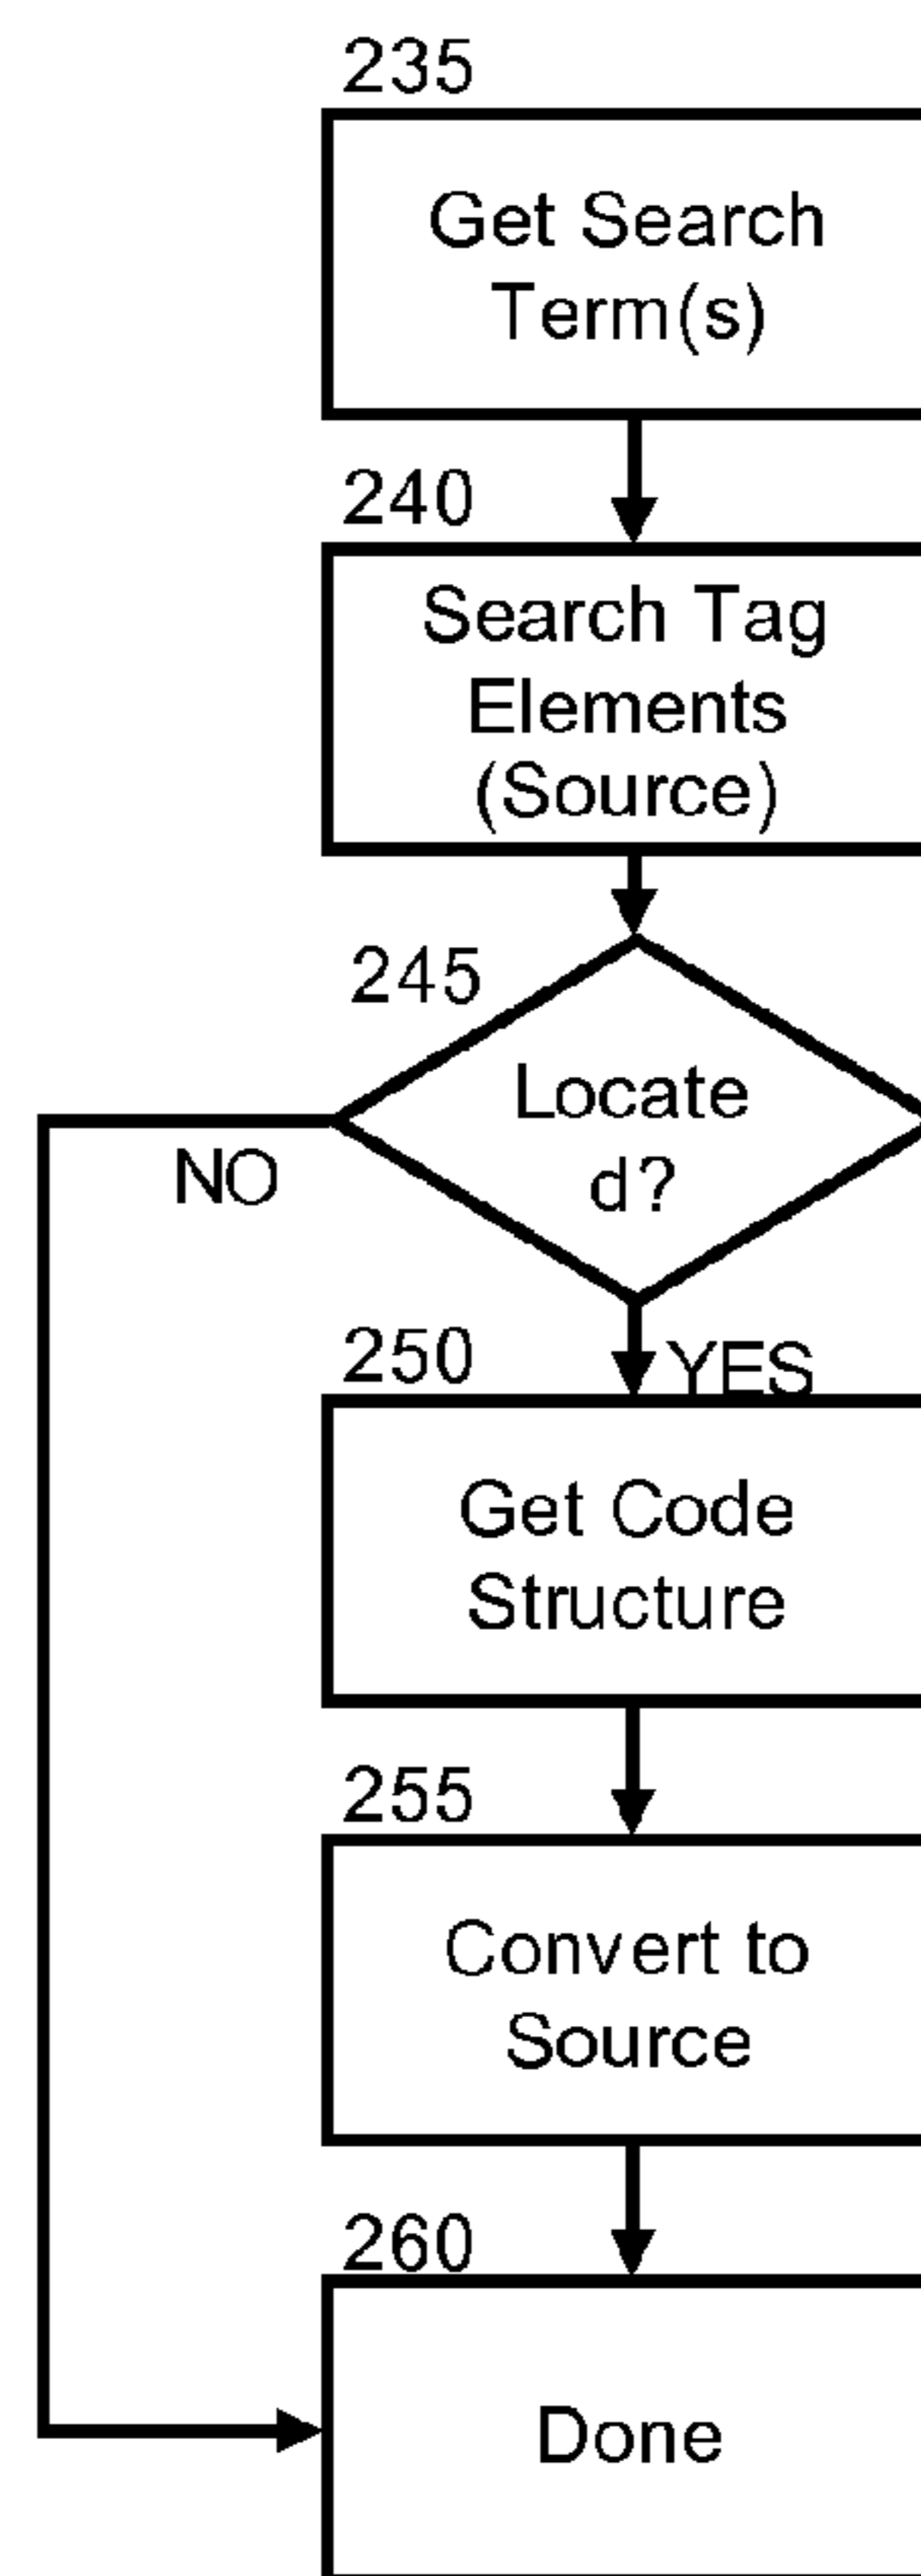 235
Get Search
Term(s)
240
Search Tag
Elements
(Source)
245
Locate
d?
NO
YES
250
Get Code
Structure
255
Convert to
Source
260
Done